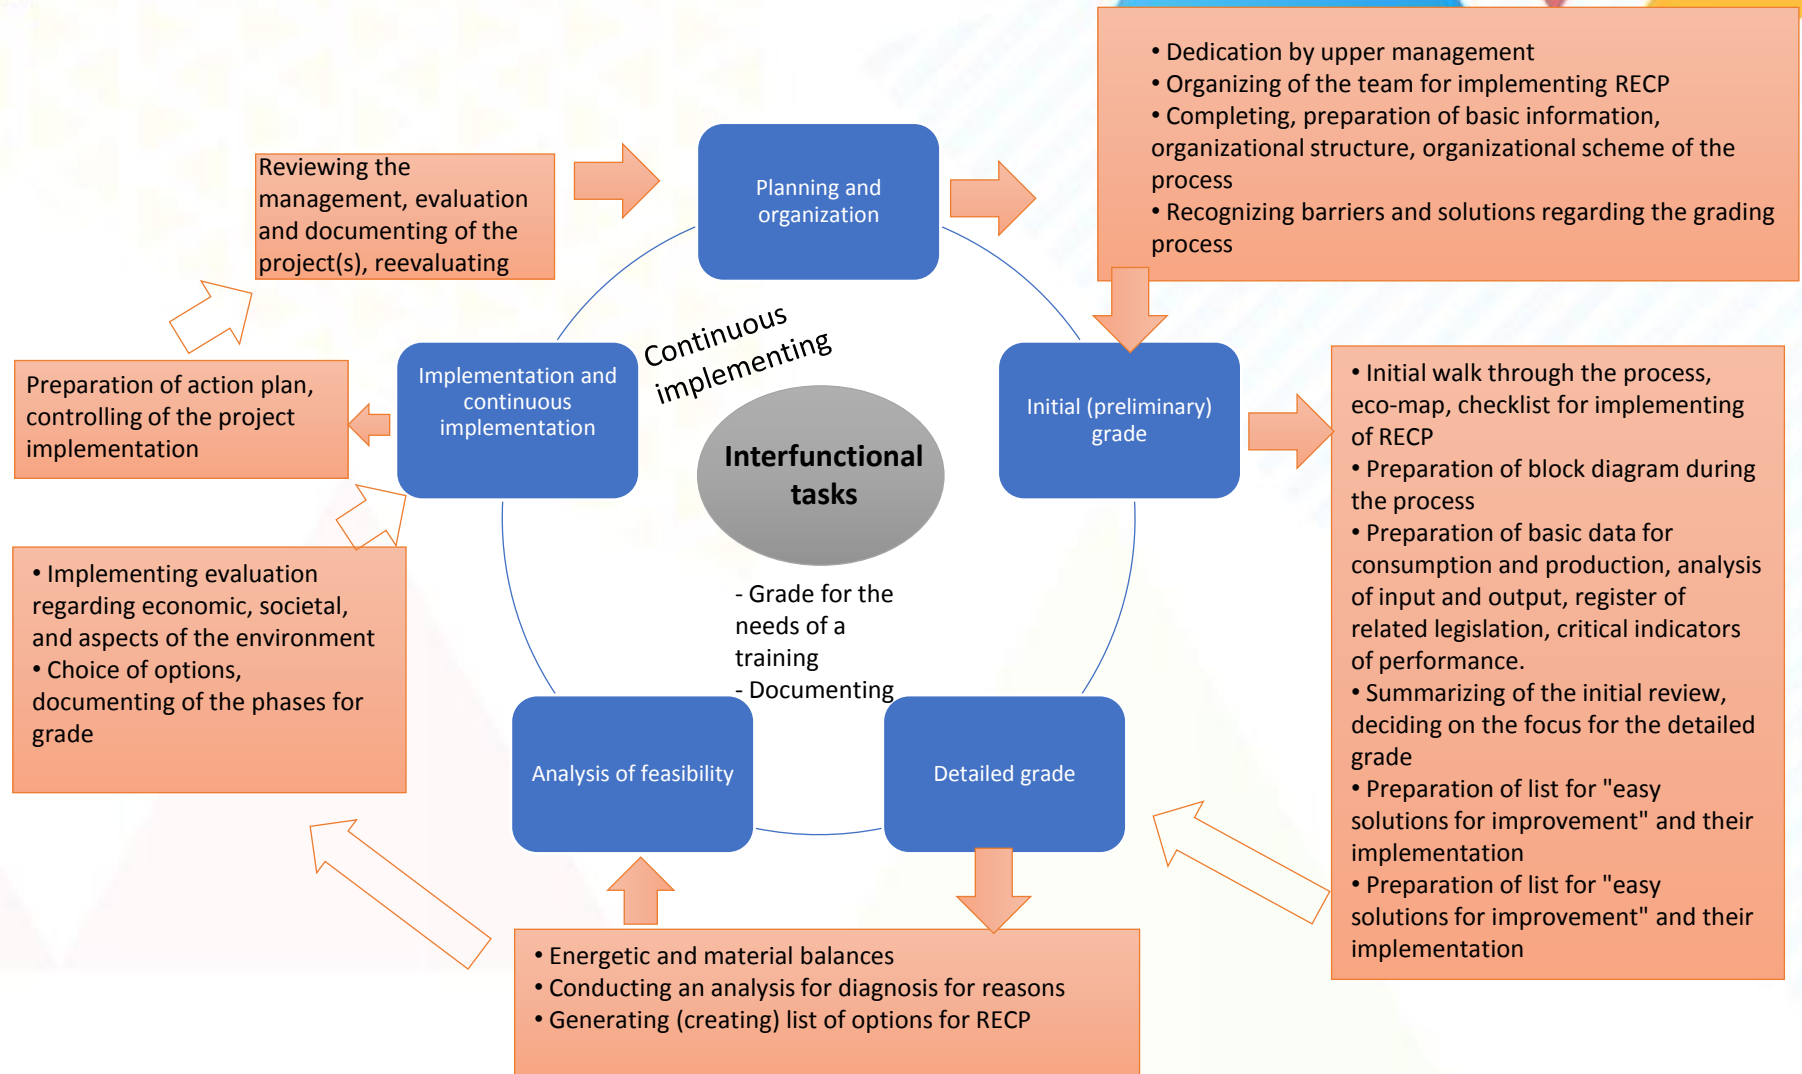 • Dedication by upper management
• Organizing of the team for implementing RECP
• Completing, preparation of basic information,
organizational structure, organizational scheme of the
process
• Recognizing barriers and solutions regarding the grading
process
Reviewing the
management, evaluation
and documenting of the
project(s), reevaluating
Planning and
organization
Continuous
implementing
Preparation of action plan,
controlling of the project
implementation
Implementation and
continuous
implementation
Interfunctional
tasks
Initial (preliminary)
grade
• Initial walk through the process,
eco-map, checklist for implementing
of RECP
• Preparation of block diagram during
the process
• Preparation of basic data for
consumption and production, analysis
of input and output, register of
related legislation, critical indicators
of performance.
• Summarizing of the initial review,
deciding on the focus for the detailed
grade
• Preparation of list for "easy
solutions for improvement" and their
implementation
• Preparation of list for "easy
solutions for improvement" and their
implementation
• Implementing evaluation
regarding economic, societal,
and aspects of the environment
• Choice of options,
documenting of the phases for
grade
- Grade for the
needs of a
training
- Documenting
Analysis of feasibility
Detailed grade
• Energetic and material balances
• Conducting an analysis for diagnosis for reasons
• Generating (creating) list of options for RECP